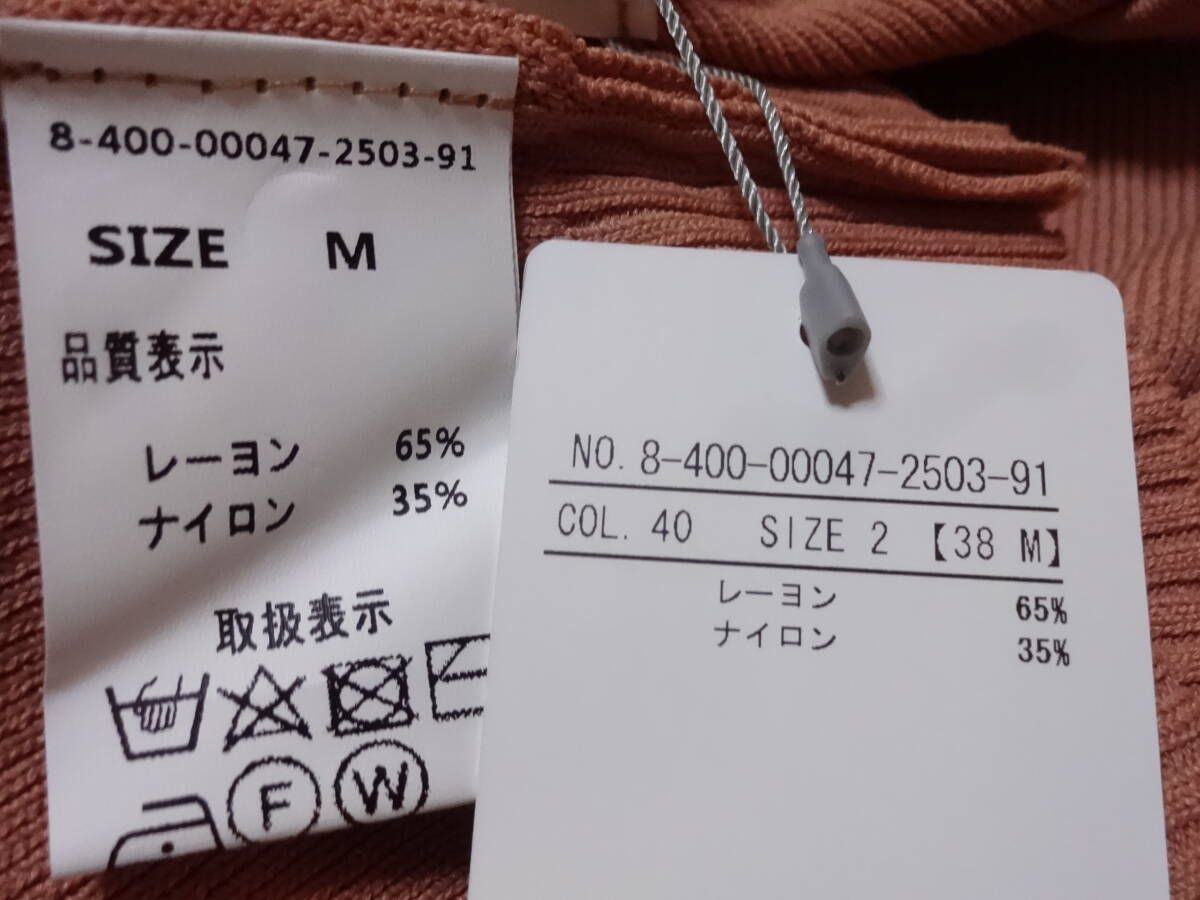 8-400-00047-2503-91
SIZE M
品質表示
レーヨン 65%
ナイロン 35%
取扱表示
F W
NO. 8-400-00047-2503-91
COL. 40 SIZE 2 【38 M】
レーヨン 65%
ナイロン 35%